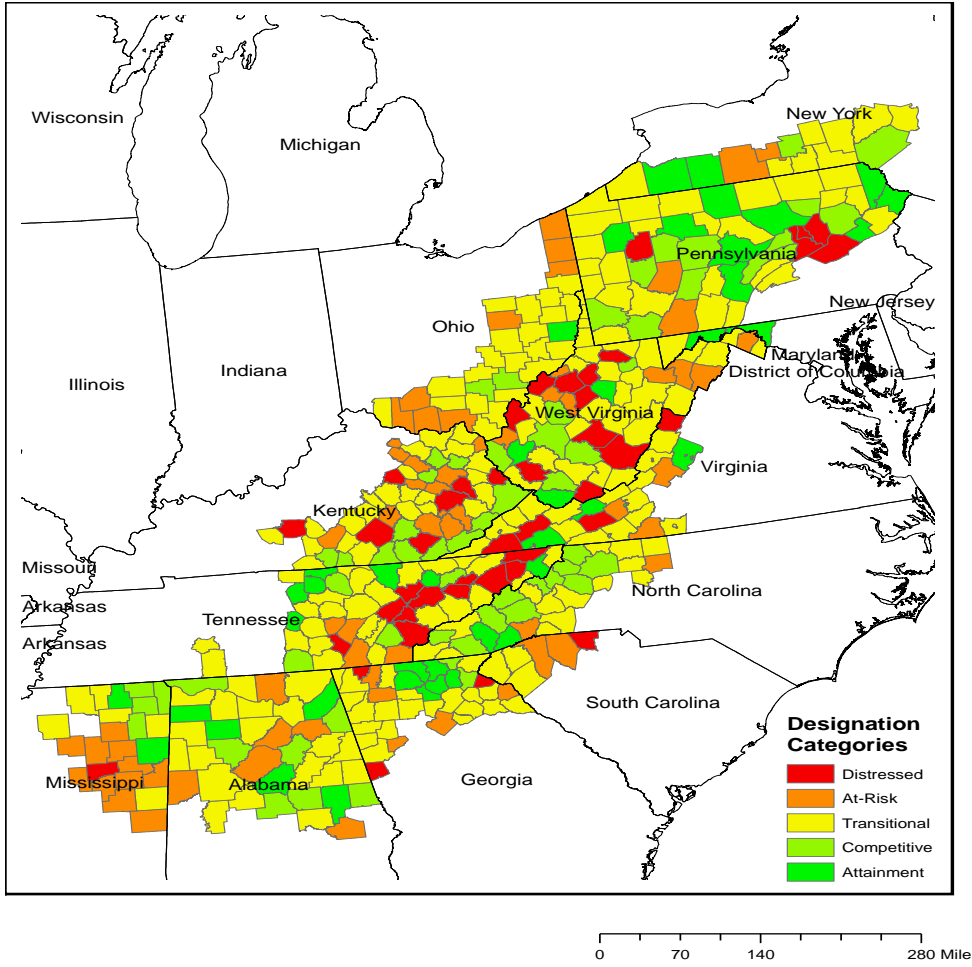 Wisconsin
New York
Michigan
Pennsylvania
New Jersey
Ohio
Maryland
District of Columbia
Illinois
Indiana
West Virginia
Virginia
Kentucky
Missouri
North Carolina
Arkansas
Tennessee
Arkansas
South Carolina
Designation
Categories
Mississippi
Alabama
Georgia
Distressed
At-Risk
Transitional
Competitive
Attainment
0 70 140 280 Mile